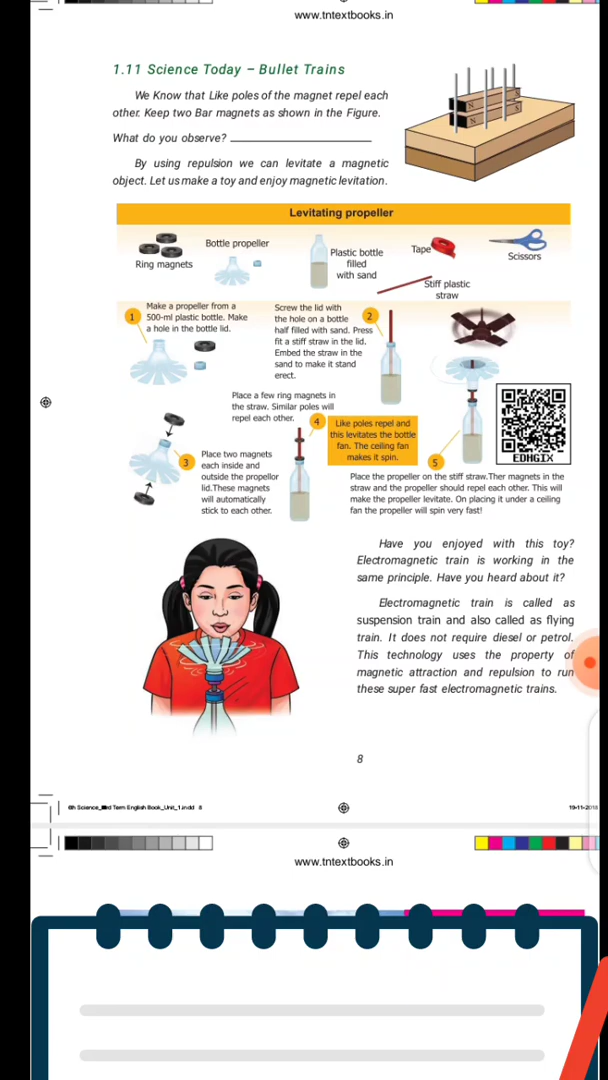 www.tntextbooks.in
1.11 Science Today – Bullet Trains
We Know that Like poles of the magnet repel each
other. Keep two Bar magnets as shown in the Figure.
What do you observe? ____________________
By using repulsion we can levitate a magnetic
object. Let us make a toy and enjoy magnetic levitation.
N
N
Levitating propeller
Ring magnets
Bottle propeller
Plastic bottle
filled
with sand
Tape
Scissors
Stiff plastic
straw
1
Make a propeller from a
500-ml plastic bottle. Make
a hole in the bottle lid.
Screw the lid with
the hole on a bottle
half filled with sand. Press
fit a stiff straw in the lid.
Embed the straw in the
sand to make it stand
erect.
2
3
Place two magnets
each inside and
outside the propellor
lid.These magnets
will automatically
stick to each other.
Place a few ring magnets in
the straw. Similar poles will
repel each other.
4
Like poles repel and
this levitates the bottle
fan. The ceiling fan
makes it spin.
5
EDHGIX
Place the propeller on the stiff straw.Ther magnets in the
straw and the propeller should repel each other. This will
make the propeller levitate. On placing it under a ceiling
fan the propeller will spin very fast!
Have you enjoyed with this toy?
Electromagnetic train is working in the
same principle. Have you heard about it?
Electromagnetic train is called as
suspension train and also called as flying
train. It does not require diesel or petrol.
This technology uses the property of
magnetic attraction and repulsion to run
these super fast electromagnetic trains.
8
6th Science_ Term English Book_Unit_1.indd 8
19-11-2018
www.tntextbooks.in